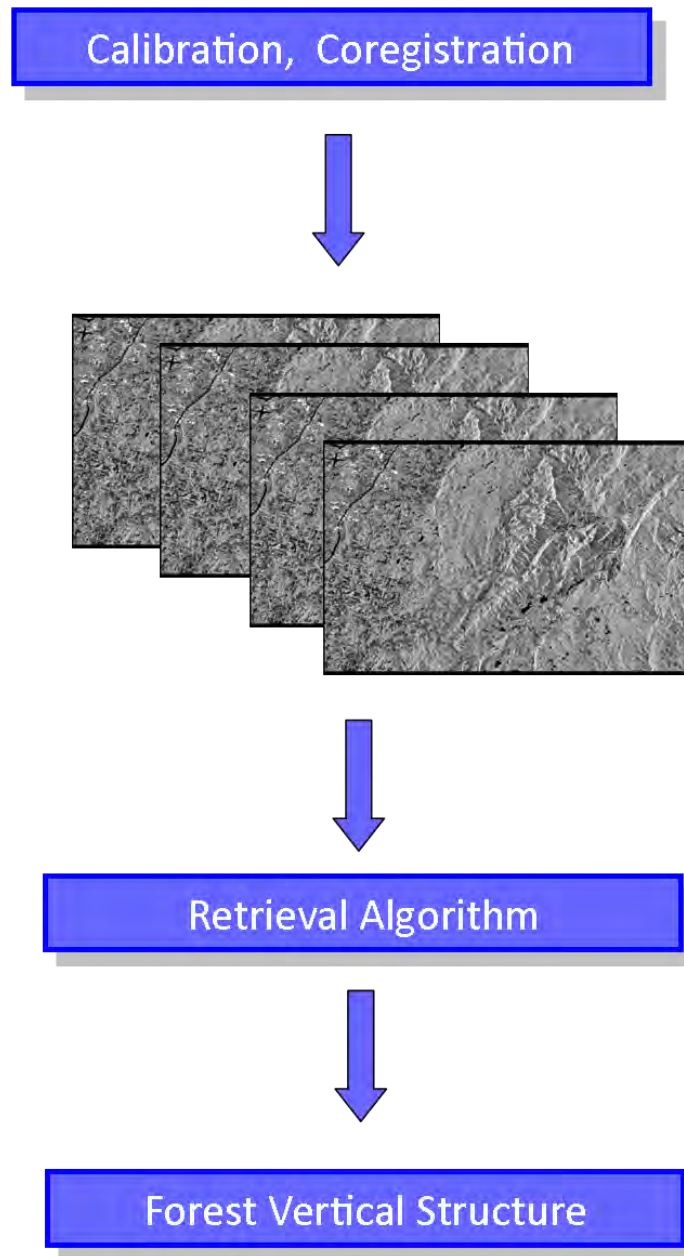 Calibration, Coregistration
Retrieval Algorithm
Forest Vertical Structure